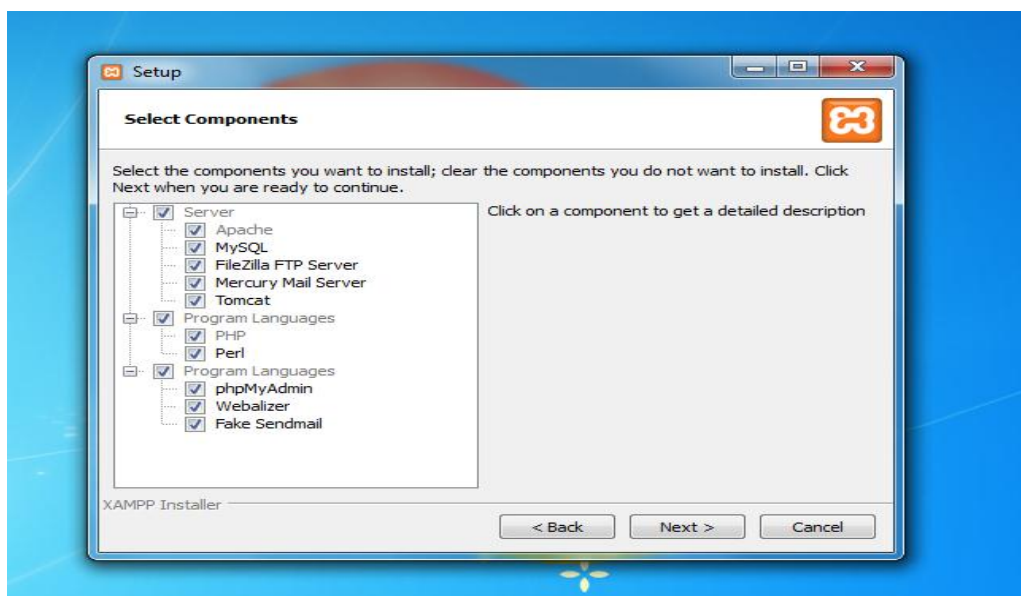 Setup
Select Components
Select the components you want to install; clear the components you do not want to install. Click
Next when you are ready to continue.
Server
Apache
MySQL
FileZilla FTP Server
Mercury Mail Server
Tomcat
Program Languages
PHP
Perl
Program Languages
phpMyAdmin
Webalizer
Fake Sendmail
Click on a component to get a detailed description
XAMPP Installer
< Back
Next >
Cancel